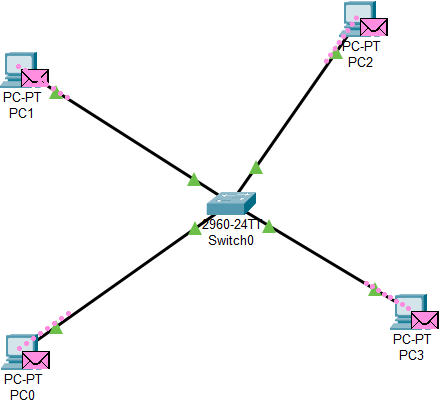 PC-PT
PC2
PC-PT
PC1
2960-24TT
Switch0
PC-PT
PC3
PC-PT
PC0